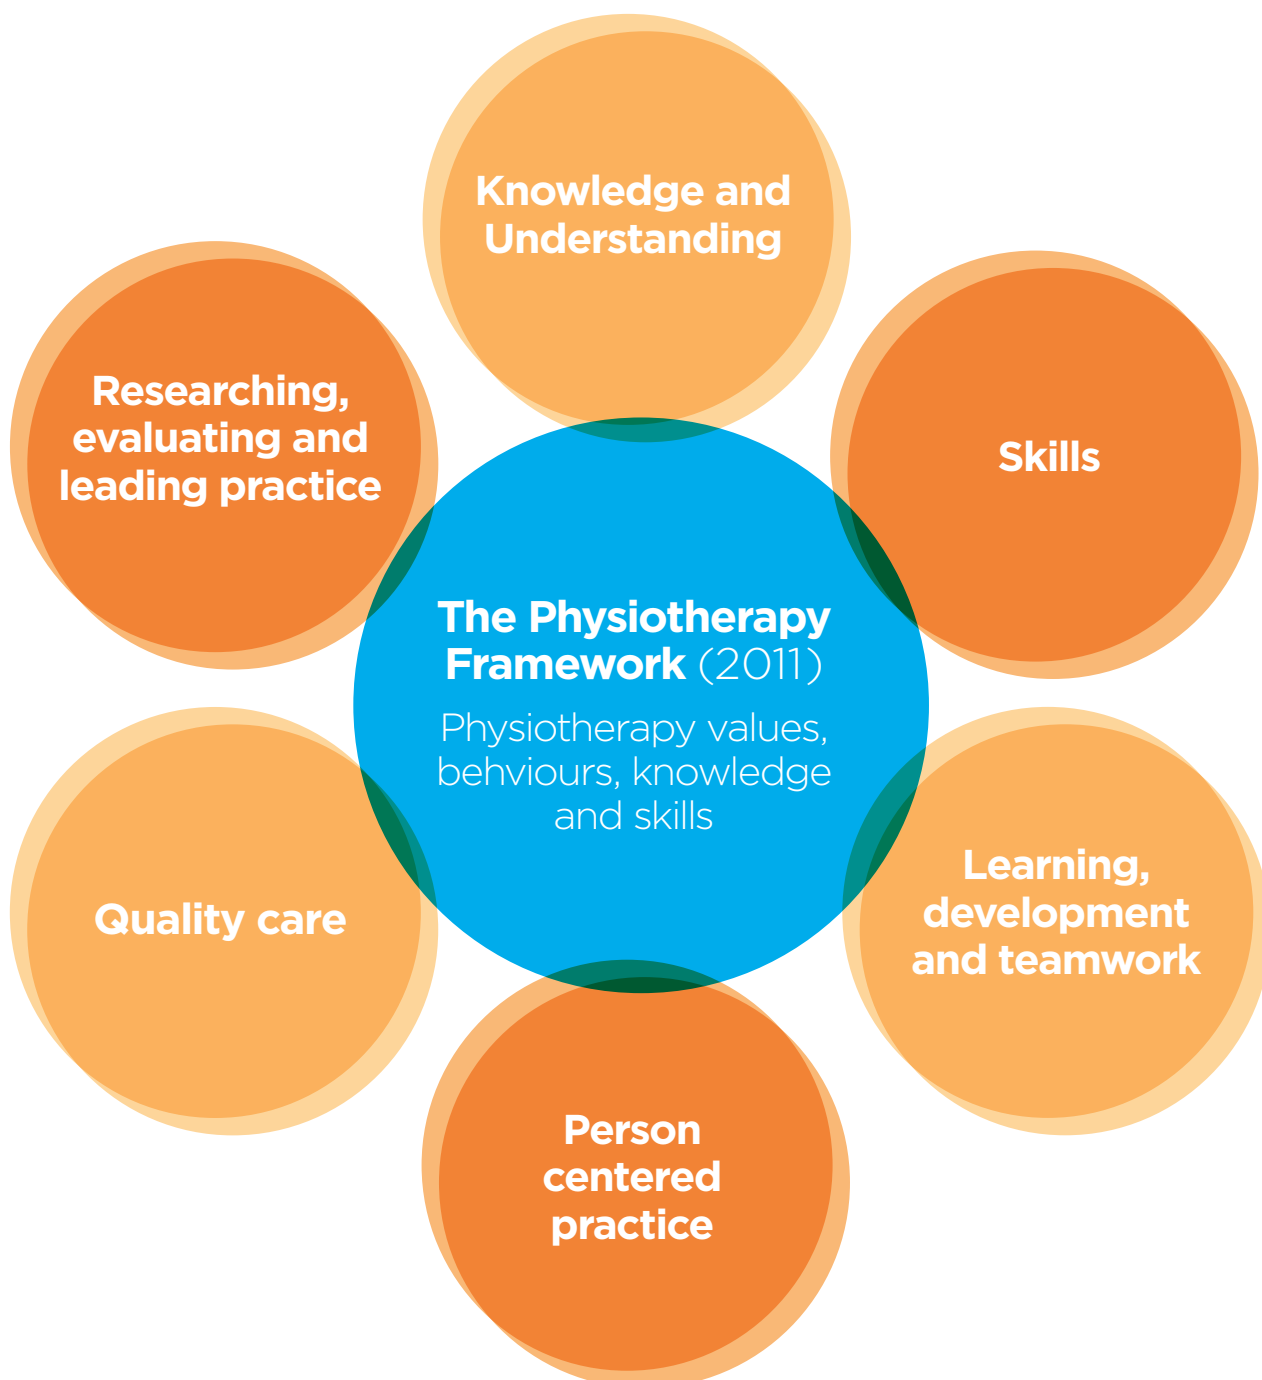 Knowledge and
Understanding
Skills
Learning,
development
and teamwork
Person
centered
practice
Quality care
Researching,
evaluating and
leading practice
The Physiotherapy
Framework (2011)
Physiotherapy values,
behviours, knowledge
and skills